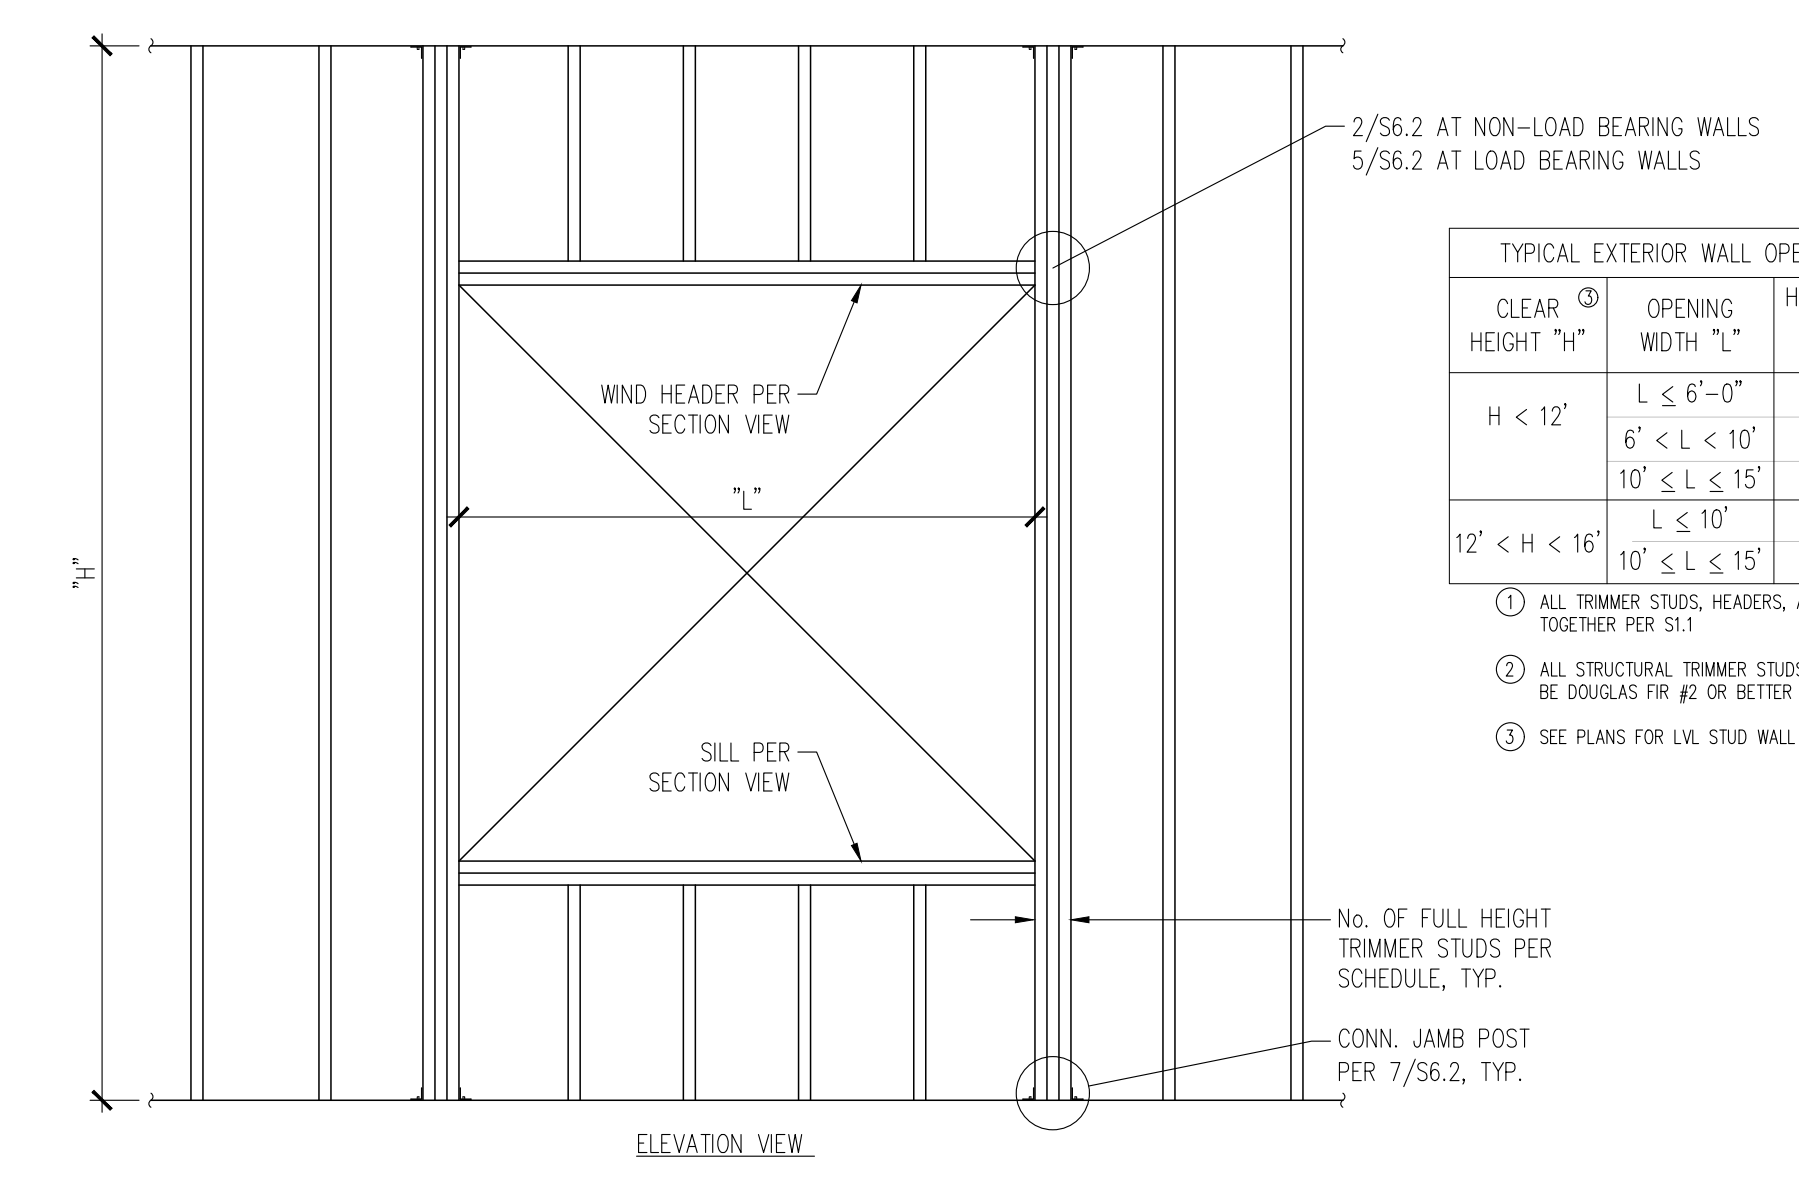 2/S6.2 AT NON-LOAD BEARING WALLS
5/S6.2 AT LOAD BEARING WALLS
TYPICAL EXTERIOR WALL
CLEAR ③
HEIGHT "H"
OPENING
WIDTH "L"
H < 12'
L ≤ 6'-0"
6' < L < 10'
10' ≤ L ≤ 15'
12' < H < 16'
L ≤ 10'
10' ≤ L ≤ 15'
① ALL TRIMMER STUDS, HEADERS,
TOGETHER PER S1.1
② ALL STRUCTURAL TRIMMER STUDS
BE DOUGLAS FIR #2 OR BETTER
③ SEE PLANS FOR LVL STUD WALL
WIND HEADER PER
SECTION VIEW
"L"
"H"
SILL PER
SECTION VIEW
No. OF FULL HEIGHT
TRIMMER STUDS PER
SCHEDULE, TYP.
CONN. JAMB POST
PER 7/S6.2, TYP.
ELEVATION VIEW